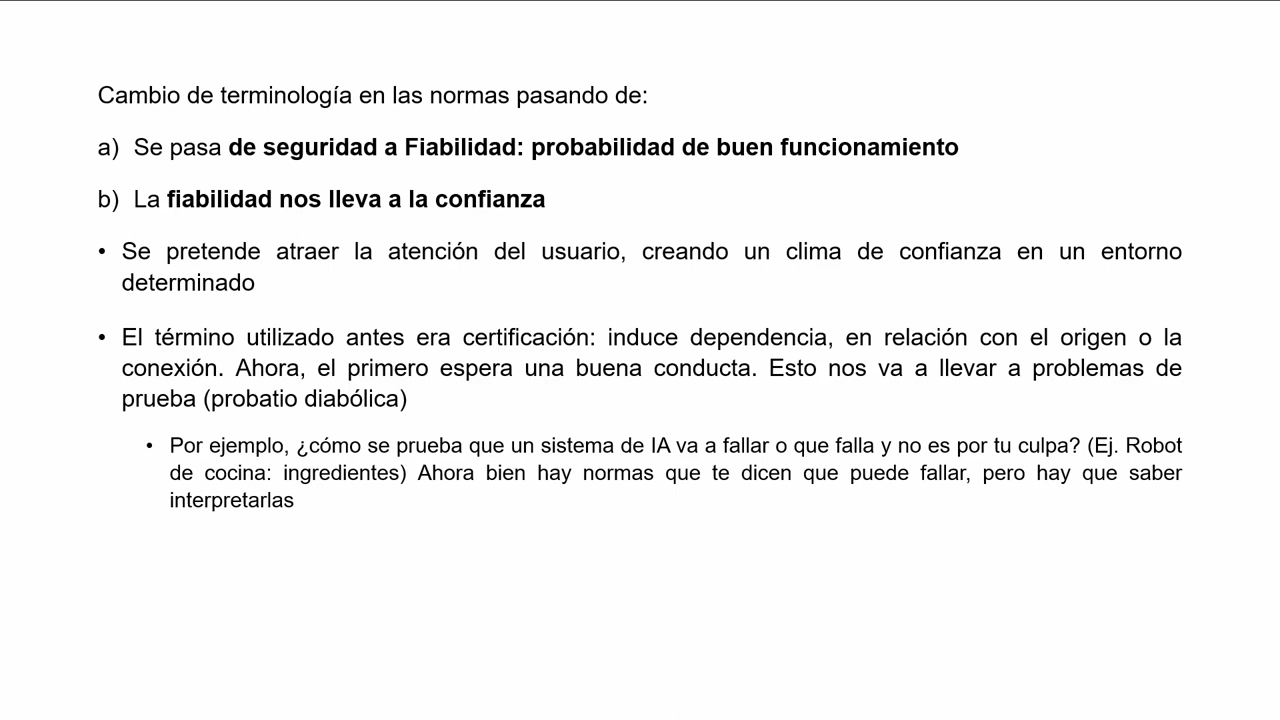 Cambio de terminología en las normas pasando de:
a) Se pasa de seguridad a Fiabilidad: probabilidad de buen funcionamiento
b) La fiabilidad nos lleva a la confianza
• Se pretende atraer la atención del usuario, creando un clima de confianza en un entorno
determinado
• El término utilizado antes era certificación: induce dependencia, en relación con el origen o la
conexión. Ahora, el primero espera una buena conducta. Esto nos va a llevar a problemas de
prueba (probatio diabólica)
• Por ejemplo, ¿cómo se prueba que un sistema de IA va a fallar o que falla y no es por tu culpa? (Ej. Robot
de cocina: ingredientes) Ahora bien hay normas que te dicen que puede fallar, pero hay que saber
interpretarlas